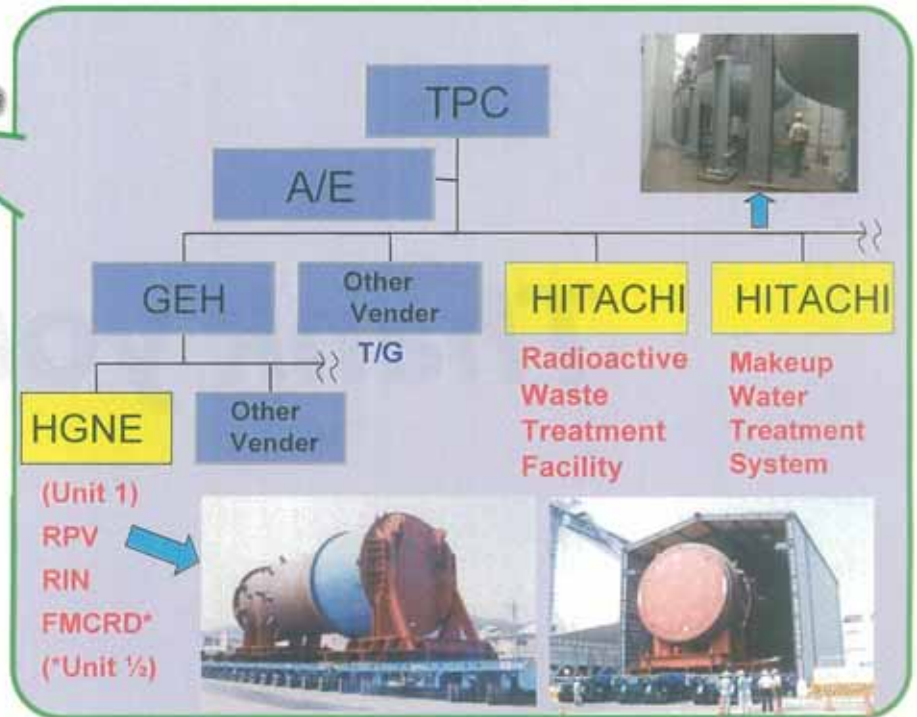 TPC
A/E
GEH
Other
Vender
T/G
HITACHI
Radioactive
Waste
Treatment
Facility
HITACHI
Makeup
Water
Treatment
System
HGNE
(Unit 1)
RPV
RIN
FMCRD*
(*Unit ½)
Other
Vender